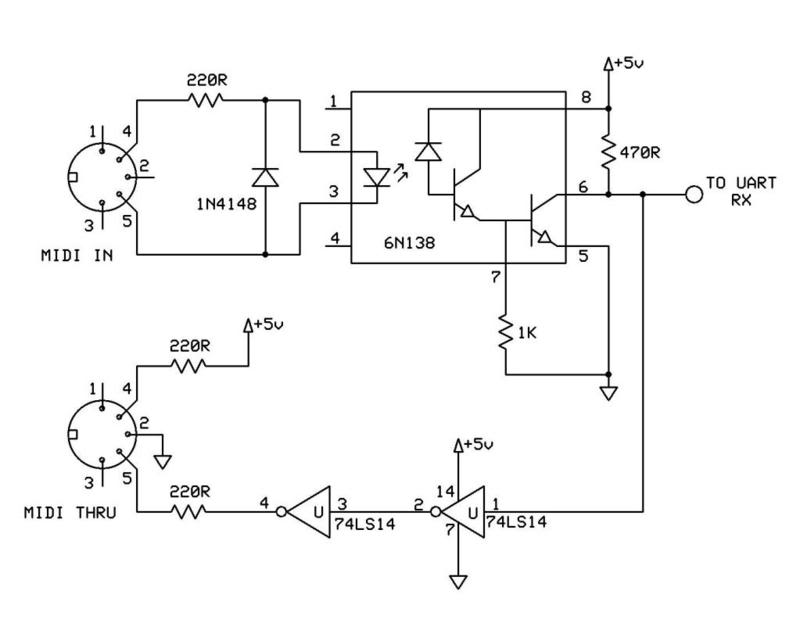 +5v
220R
8
1
4
1
2
470R
2
1N4148
3
6
TO UART
RX
3
5
4
6N138
5
MIDI IN
7
+5v
1K
220R
1
4
2
+5v
3
5
220R
4
3
2
14
1
MIDI THRU
U
U
74LS14
7
74LS14